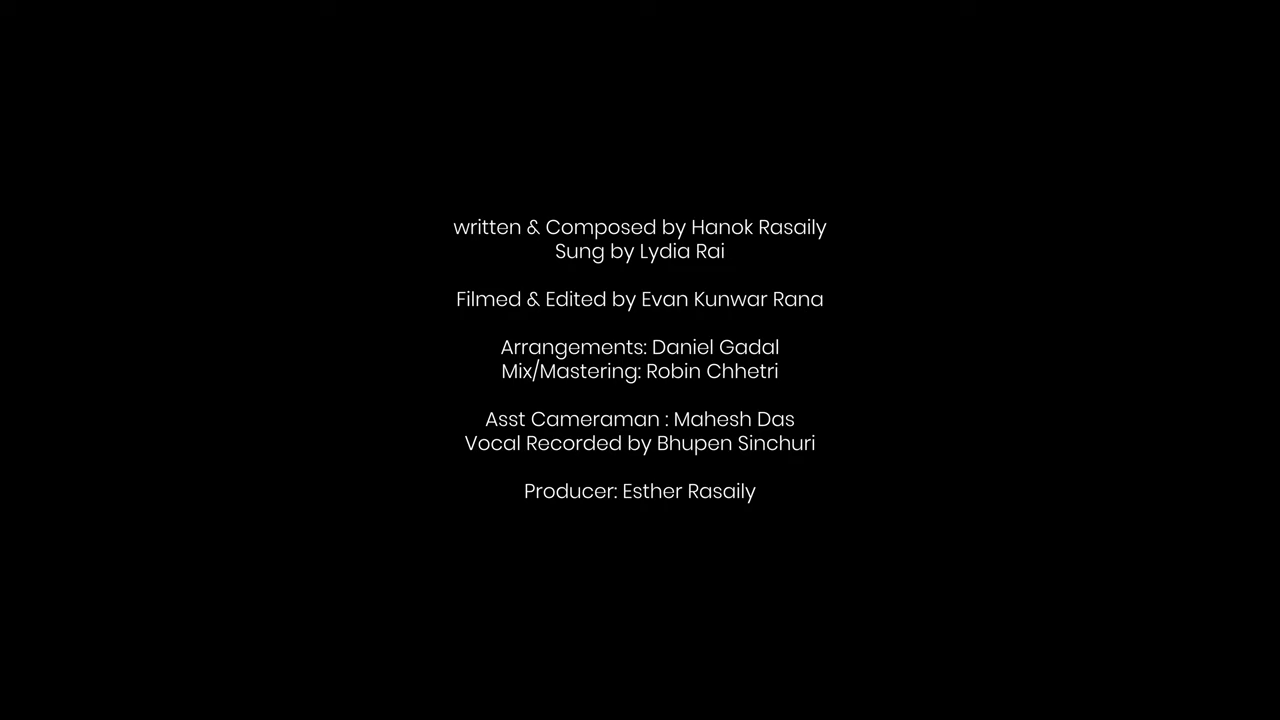 written & Composed by Hanok Rasaily
Sung by Lydia Rai
Filmed & Edited by Evan Kunwar Rana
Arrangements: Daniel Gadal
Mix/Mastering: Robin Chhetri
Asst Cameraman : Mahesh Das
Vocal Recorded by Bhupen Sinchuri
Producer: Esther Rasaily